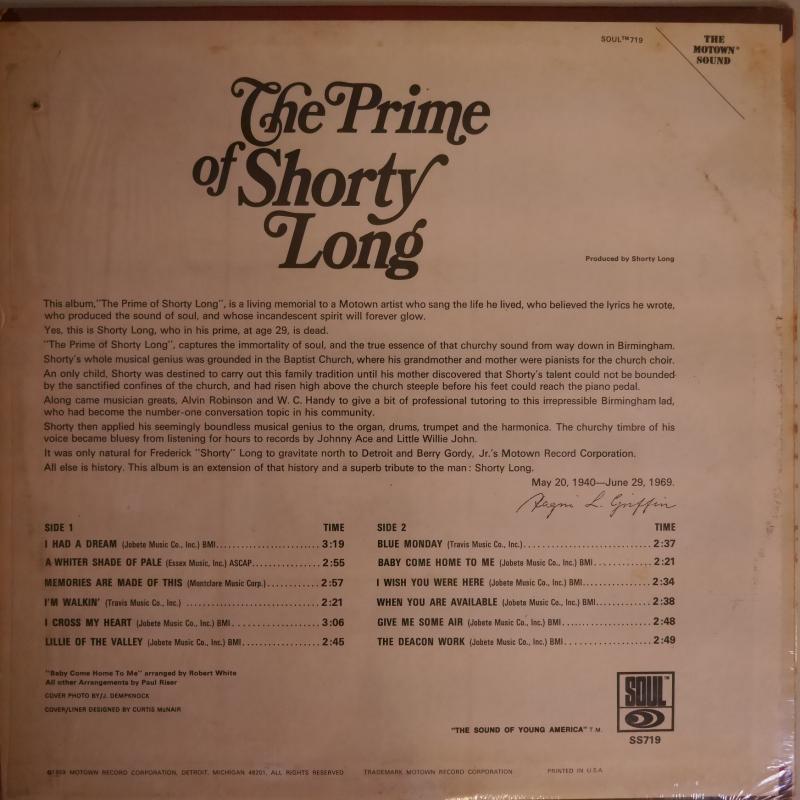 SOUL™719
THE
MOTOWN®
SOUND
The Prime
of Shorty
Long
Produced by Shorty Long
This album,"The Prime of Shorty Long", is a living memorial to a Motown artist who sang the life he lived, who believed the lyrics he wrote,
who produced the sound of soul, and whose incandescent spirit will forever glow.
Yes, this is Shorty Long, who in his prime, at age 29, is dead.
"The Prime of Shorty Long", captures the immortality of soul, and the true essence of that churchy sound from way down in Birmingham.
Shorty's whole musical genius was grounded in the Baptist Church, where his grandmother and mother were pianists for the church choir.
An only child, Shorty was destined to carry out this family tradition until his mother discovered that Shorty's talent could not be bounded
by the sanctified confines of the church, and had risen high above the church steeple before his feet could reach the piano pedal.
Along came musician greats, Alvin Robinson and W. C. Handy to give a bit of professional tutoring to this irrepressible Birmingham lad,
who had become the number-one conversation topic in his community.
Shorty then applied his seemingly boundless musical genius to the organ, drums, trumpet and the harmonica. The churchy timbre of his
voice became bluesy from listening for hours to records by Johnny Ace and Little Willie John.
It was only natural for Frederick "Shorty" Long to gravitate north to Detroit and Berry Gordy, Jr.'s Motown Record Corporation.
All else is history. This album is an extension of that history and a superb tribute to the man: Shorty Long.
May 20, 1940—June 29, 1969.
L. Griffin
SIDE 1 TIME
I HAD A DREAM (Jobete Music Co., Inc.) BMI........................3:19
A WHITER SHADE OF PALE (Essex Music, Inc.) ASCAP...............2:55
MEMORIES ARE MADE OF THIS (Montclare Music Corp.)............2:57
I'M WALKIN' (Travis Music Co., Inc.) ..............................2:21
I CROSS MY HEART (Jobete Music Co., Inc.) BMI....................3:06
LILLIE OF THE VALLEY (Jobete Music Co., Inc.) BMI.................2:45
SIDE 2 TIME
BLUE MONDAY (Travis Music Co., Inc.).............................2:37
BABY COME HOME TO ME (Jobete Music Co., Inc.) BMI.............2:21
I WISH YOU WERE HERE (Jobete Music Co., Inc.) BMI...............2:34
WHEN YOU ARE AVAILABLE (Jobete Music Co., Inc.) BMI............2:38
GIVE ME SOME AIR (Jobete Music Co., Inc.) BMI....................2:48
THE DEACON WORK (Jobete Music Co., Inc.) BMI....................2:49
"Baby Come Home To Me" arranged by Robert White
All other Arrangements by Paul Riser
COVER PHOTO BY/J. DEMPKNOCK
COVER/LINER DESIGNED BY CURTIS McNAIR
SOUL™
"THE SOUND OF YOUNG AMERICA" T.M.
SS719
©1969 MOTOWN RECORD CORPORATION, DETROIT, MICHIGAN 48201, ALL RIGHTS RESERVED TRADEMARK MOTOWN RECORD CORPORATION PRINTED IN U.S.A